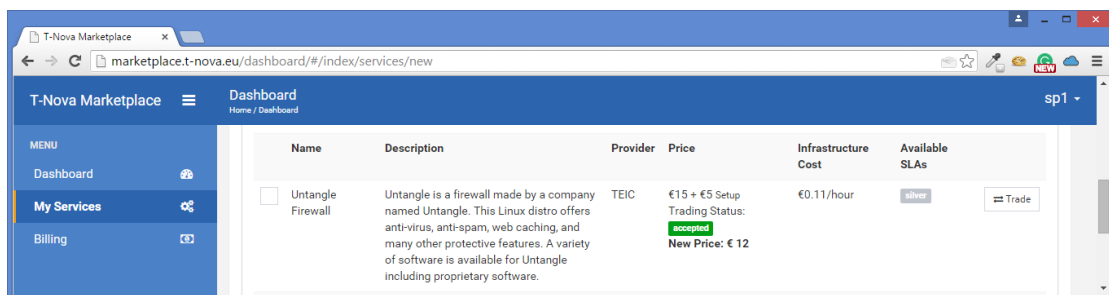 T-Nova Marketplace
marketplace.t-nova.eu/dashboard/#/index/services/new
NEW
T-Nova Marketplace
Dashboard
Home / Dashboard
sp1
MENU
Dashboard
My Services
Billing
Name Description Provider Price Infrastructure Cost Available SLAs
Untangle Firewall
Untangle is a firewall made by a company
named Untangle. This Linux distro offers
anti-virus, anti-spam, web caching, and
many other protective features. A variety
of software is available for Untangle
including proprietary software.
TEIC
€15 + €5 Setup
Trading Status:
accepted
New Price: € 12
€0.11/hour
silver
Trade